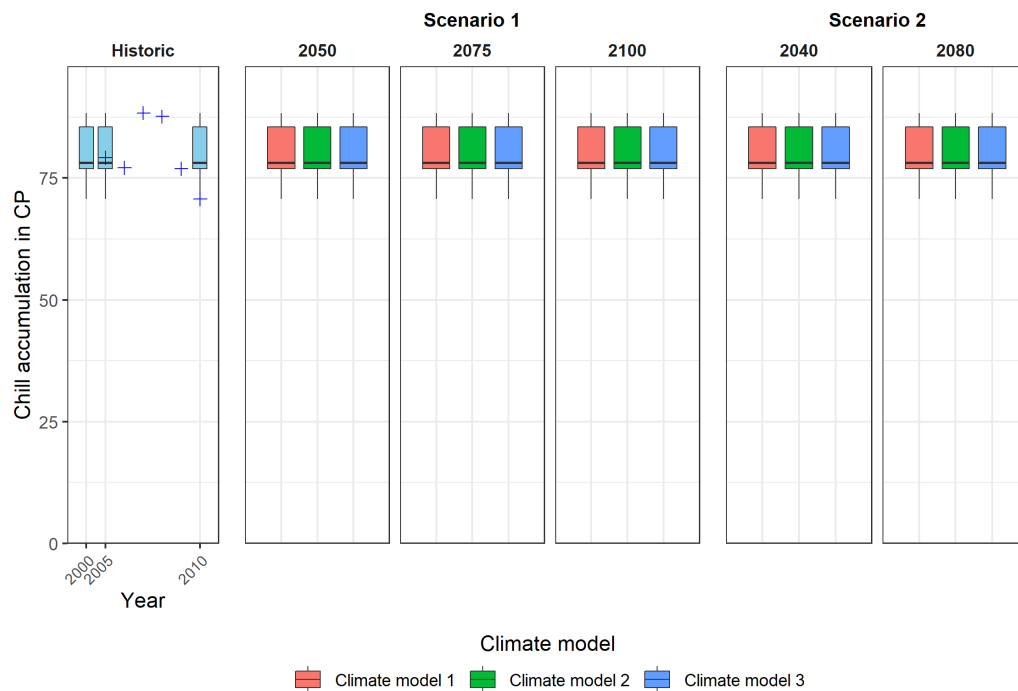 Scenario 1
Scenario 2
Historic
2050
2075
2100
2040
2080
Chill accumulation in CP
75
50
25
0
2000
2005
2010
Year
Climate model
Climate model 1
Climate model 2
Climate model 3